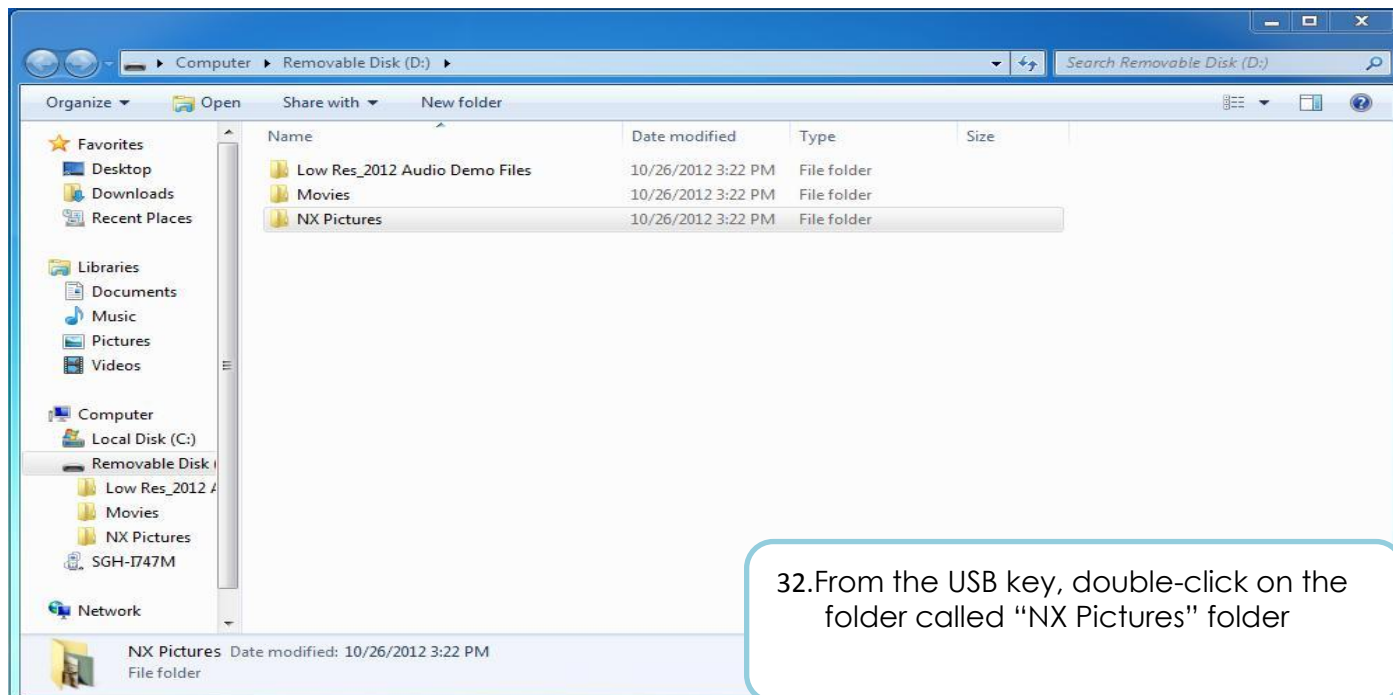 Computer ▸ Removable Disk (D:) ▸
Search Removable Disk (D:)
Organize Open Share with New folder
Favorites
Desktop
Downloads
Recent Places
Libraries
Documents
Music
Pictures
Videos
Computer
Local Disk (C:)
Removable Disk (
Low Res_2012 A
Movies
NX Pictures
SGH-I747M
Network
Name Date modified Type Size
Low Res_2012 Audio Demo Files 10/26/2012 3:22 PM File folder
Movies 10/26/2012 3:22 PM File folder
NX Pictures 10/26/2012 3:22 PM File folder
NX Pictures Date modified: 10/26/2012 3:22 PM
File folder
32.From the USB key, double-click on the
folder called “NX Pictures” folder